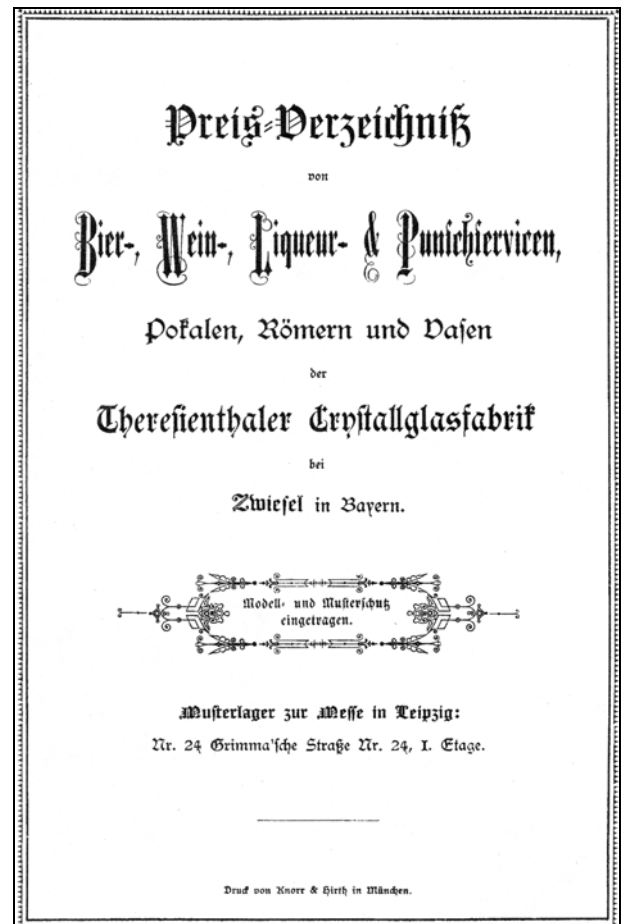 Preis-Verzeichniß
von
Bier-, Wein-, Liqueur- & Punschservicen,
Pokalen, Römern und Vasen
der
Theresienthaler Crystallglasfabrik
bei
Zwiesel in Bayern.
Modell- und Musterschutz
eingetragen.
Musterlager zur Messe in Leipzig:
Nr. 24 Grimma'sche Straße Nr. 24, I. Etage.
Druck von Knorr & Hirth in München.